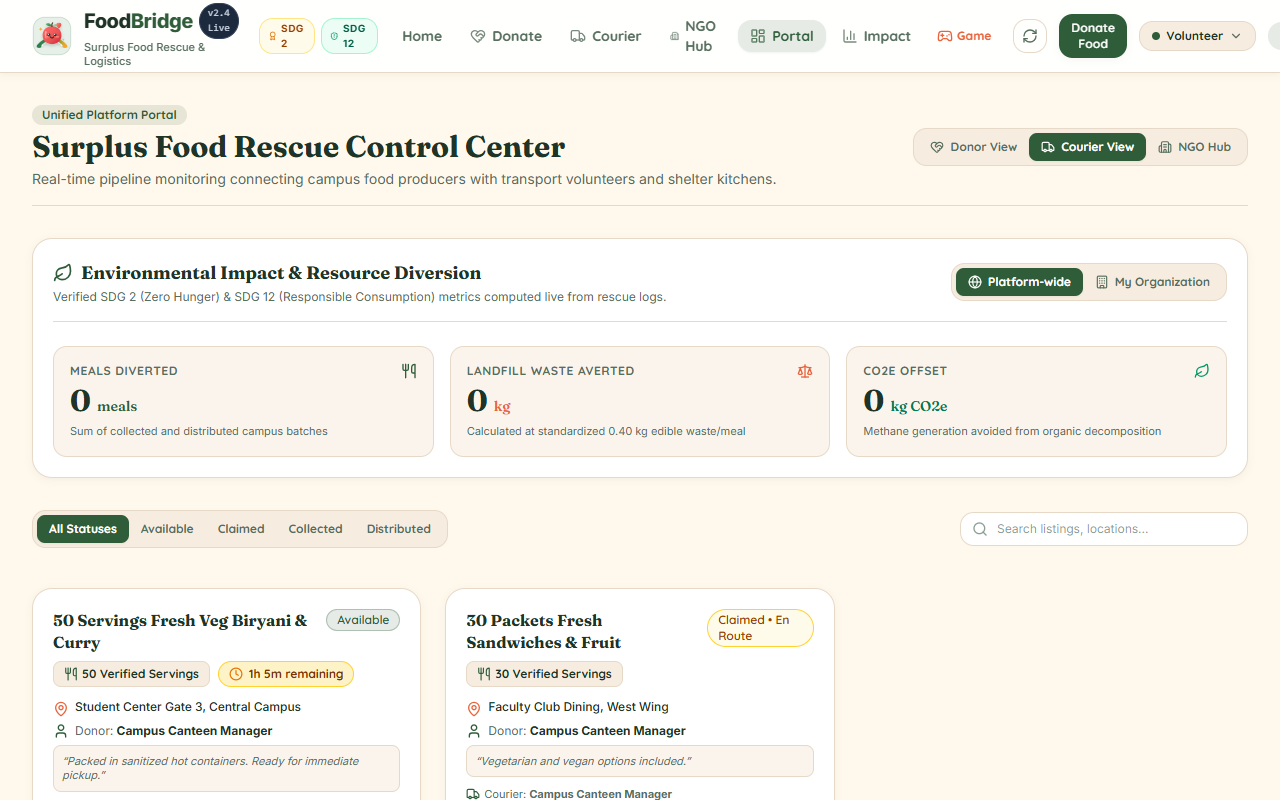 FoodBridge
v2.4
Live
Surplus Food Rescue &
Logistics
SDG
2
SDG
12
Home
Donate
Courier
NGO
Hub
Portal
Impact
Game
Donate
Food
Volunteer
Unified Platform Portal
Surplus Food Rescue Control Center
Real-time pipeline monitoring connecting campus food producers with transport volunteers and shelter kitchens.
Donor View
Courier View
NGO Hub
Environmental Impact & Resource Diversion
Verified SDG 2 (Zero Hunger) & SDG 12 (Responsible Consumption) metrics computed live from rescue logs.
Platform-wide
My Organization
MEALS DIVERTED
0 meals
Sum of collected and distributed campus batches
LANDFILL WASTE AVERTED
0 kg
Calculated at standardized 0.40 kg edible waste/meal
CO2E OFFSET
0 kg CO2e
Methane generation avoided from organic decomposition
All Statuses
Available
Claimed
Collected
Distributed
Search listings, locations...
50 Servings Fresh Veg Biryani &
Curry
Available
50 Verified Servings
1h 5m remaining
Student Center Gate 3, Central Campus
Donor: Campus Canteen Manager
“Packed in sanitized hot containers. Ready for immediate
pickup.”
30 Packets Fresh
Sandwiches & Fruit
Claimed • En
Route
30 Verified Servings
Faculty Club Dining, West Wing
Donor: Campus Canteen Manager
“Vegetarian and vegan options included.”
Courier: Campus Canteen Manager